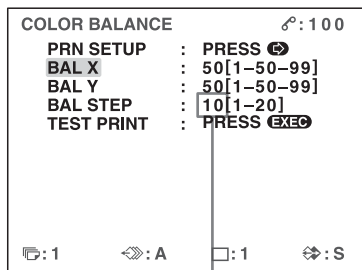 COLOR BALANCE :100
PRN SETUP : PRESS
BAL X : 50[1–50–99]
BAL Y : 50[1–50–99]
BAL STEP : 10[1–20]
TEST PRINT : PRESS EXEC
:1 :A :1 :S